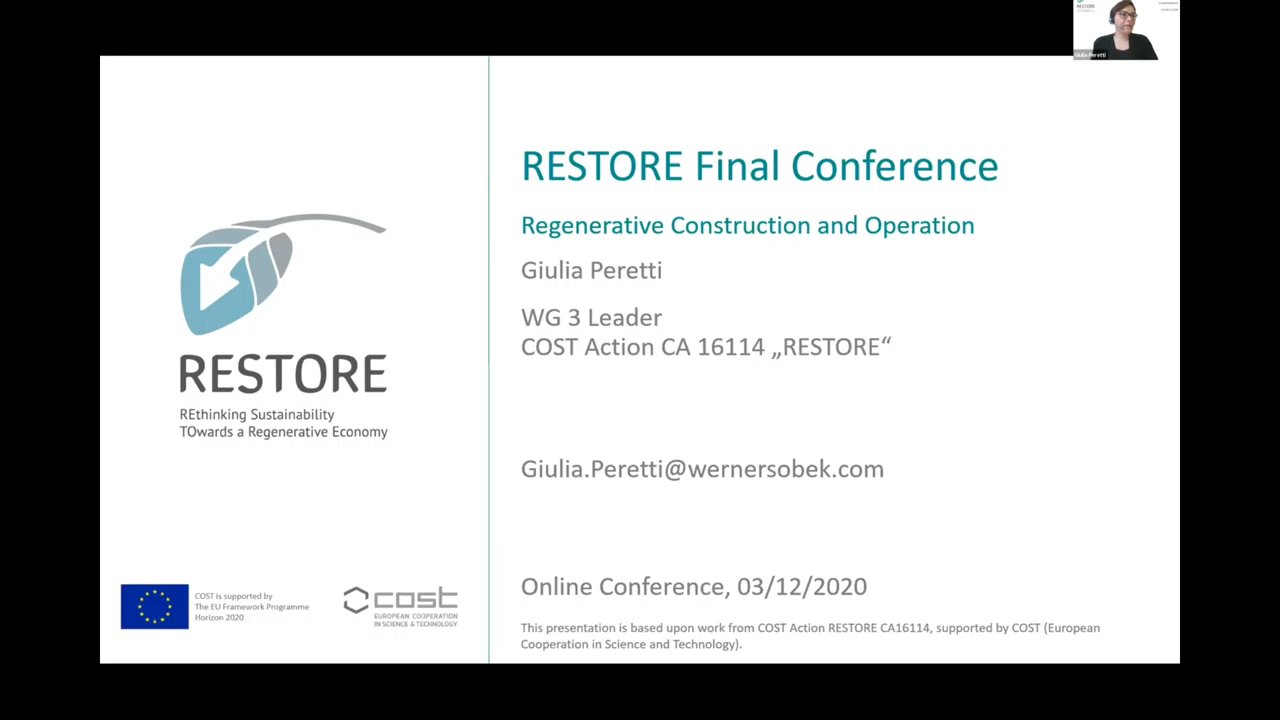 RESTORE
Giulia Peretti
RESTORE Final Conference
Regenerative Construction and Operation
Giulia Peretti
WG 3 Leader
COST Action CA 16114 „RESTORE“
RESTORE
REthinking Sustainability
TOwards a Regenerative Economy
Giulia.Peretti@wernersobek.com
COST is supported by
The EU Framework Programme
Horizon 2020
cost
EUROPEAN COOPERATION
IN SCIENCE & TECHNOLOGY
Online Conference, 03/12/2020
This presentation is based upon work from COST Action RESTORE CA16114, supported by COST (European
Cooperation in Science and Technology).